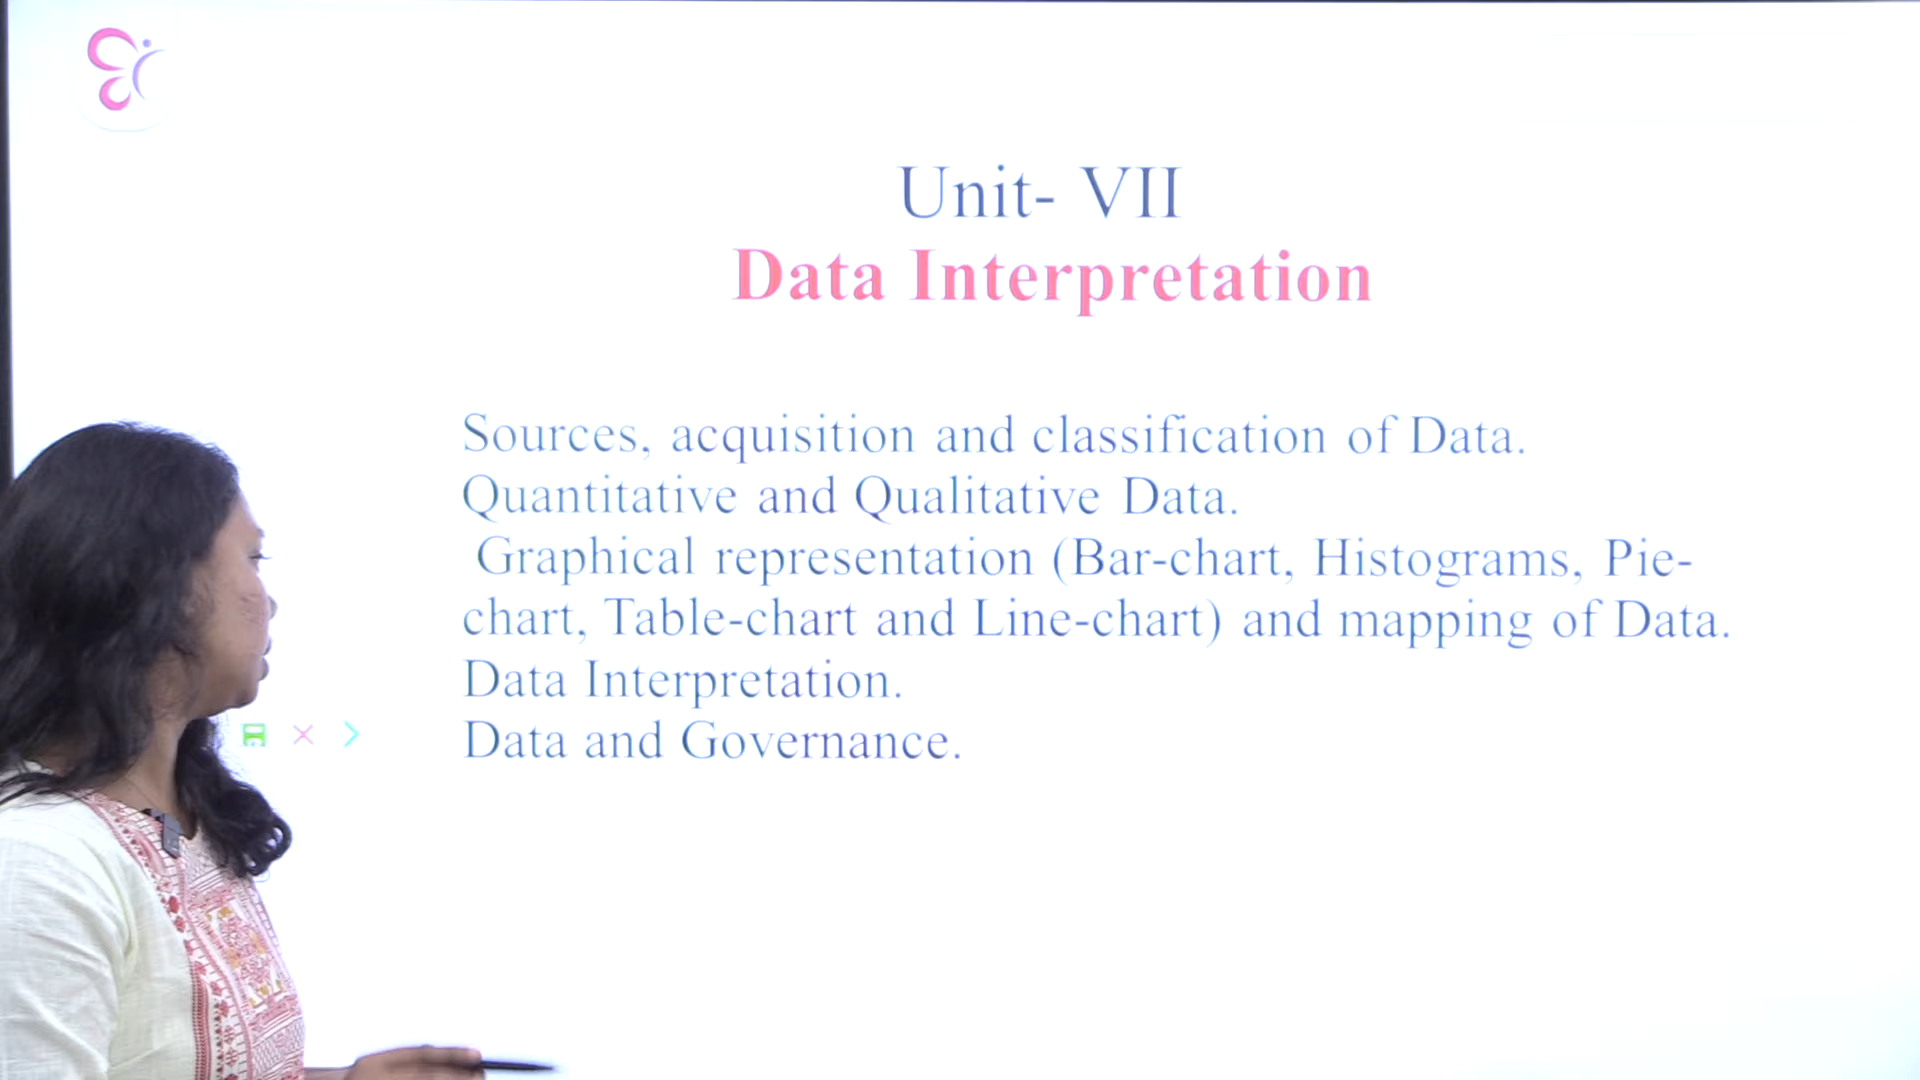 Unit- VII
Data Interpretation
Sources, acquisition and classification of Data.
Quantitative and Qualitative Data.
Graphical representation (Bar-chart, Histograms, Pie-
chart, Table-chart and Line-chart) and mapping of Data.
Data Interpretation.
Data and Governance.